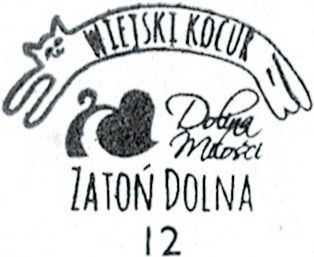 WIEJSKI KOCUR
Dolina
Miłości
ZATOŃ DOLNA
12